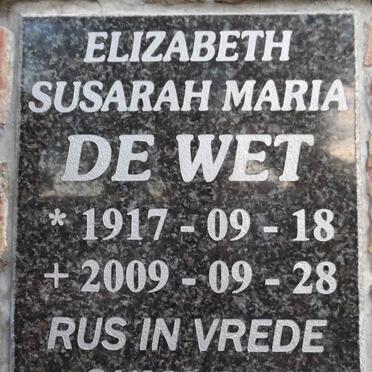 ELIZABETH
SUSARAH MARIA
DE WET
* 1917 - 09 - 18
+ 2009 - 09 - 28
RUS IN VREDE